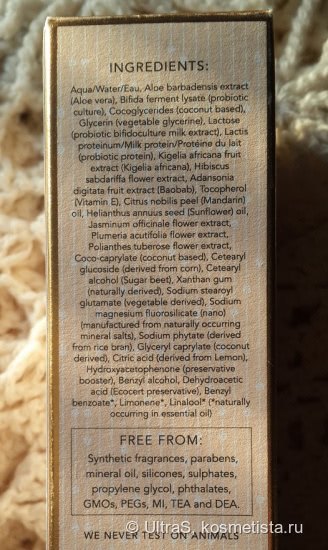 INGREDIENTS:
Aqua/Water/Eau, Aloe barbadensis extract
(Aloe vera), Bifida ferment lysate (probiotic
culture), Cocoglycerides (coconut based),
Glycerin (vegetable glycerin), Lactose
(probiotic bifidoculture milk extract), Lactis
proteinum/Milk protein/Protéine du lait
(probiotic protein), Kigelia africana fruit
extract (Kigelia africana), Hibiscus
sabdariffa flower extract, Adansonia
digitata fruit extract (Baobab), Tocopherol
(Vitamin E), Citrus nobilis peel (Mandarin)
oil, Helianthus annuus seed (Sunflower) oil,
Jasminum officinale flower extract,
Plumeria acutifolia flower extract,
Polianthes tuberose flower extract,
Coco-caprylate (coconut based), Cetearyl
glucoside (derived from corn), Cetearyl
alcohol (Sugar beet), Xanthan gum
(naturally derived), Sodium stearoyl
glutamate (vegetable derived), Sodium
magnesium fluorosilicate (nano)
(manufactured from naturally occurring
mineral salts), Sodium phytate (derived
from rice bran), Glyceryl caprylate (coconut
derived), Citric acid (derived from Lemon),
Hydroxyacetophenone (preservative
booster), Benzyl alcohol, Dehydroacetic
acid (Ecocert preservative), Benzyl
benzoate*, Limonene*, Linalool* (*naturally
occurring in essential oil)
FREE FROM:
Synthetic fragrances, parabens,
mineral oil, silicones, sulphates,
propylene glycol, phthalates,
GMOs, PEGs, MI, TEA and DEA.
WE NEVER TEST ON ANIMALS
© UltraS, kosmetista.ru